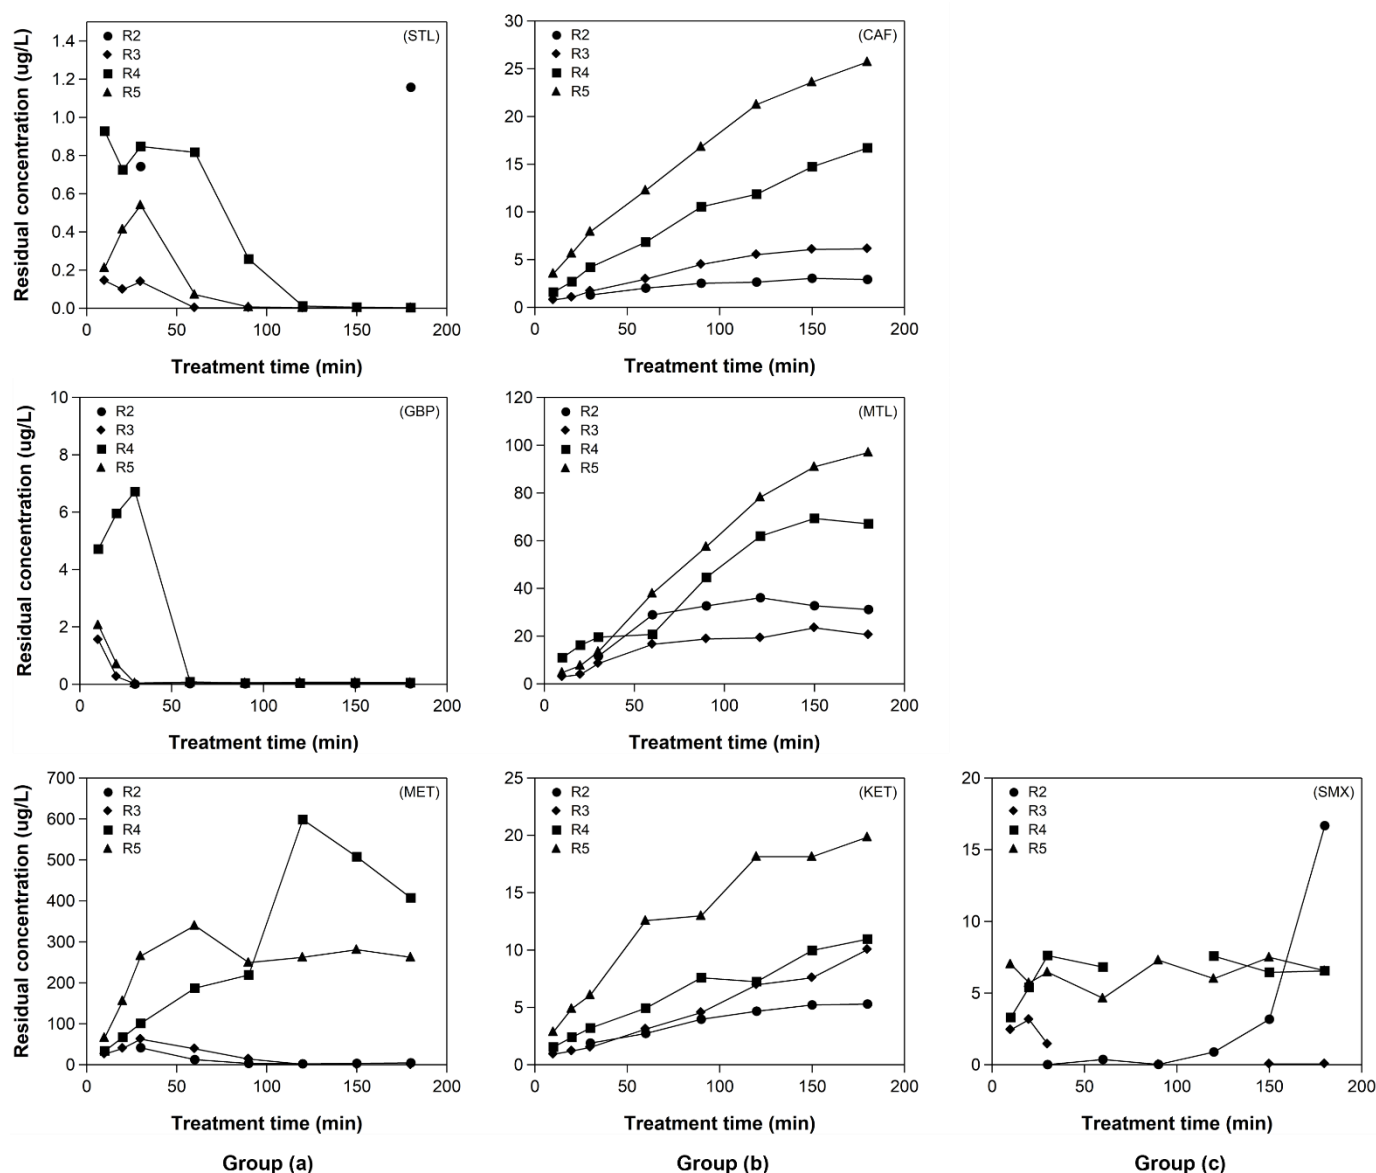 Residual concentration (ug/L)
1.4
1.2
1.0
0.8
0.6
0.4
0.2
0.0
R2
R3
R4
R5
(STL)
0 50 100 150 200
Treatment time (min)
30
25
20
15
10
5
0
R2
R3
R4
R5
(CAF)
0 50 100 150 200
Treatment time (min)
Residual concentration (ug/L)
10
8
6
4
2
0
R2
R3
R4
R5
(GBP)
0 50 100 150 200
Treatment time (min)
120
100
80
60
40
20
0
R2
R3
R4
R5
(MTL)
0 50 100 150 200
Treatment time (min)
Residual concentration (ug/L)
700
600
500
400
300
200
100
0
R2
R3
R4
R5
(MET)
0 50 100 150 200
Treatment time (min)
Group (a)
25
20
15
10
5
0
R2
R3
R4
R5
(KET)
0 50 100 150 200
Treatment time (min)
Group (b)
20
15
10
5
0
R2
R3
R4
R5
(SMX)
0 50 100 150 200
Treatment time (min)
Group (c)